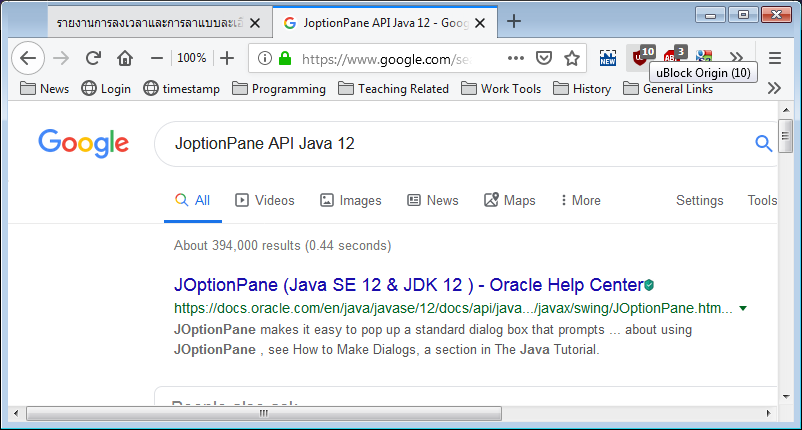 รายงานการลงเวลาและการลาแบบละเอี
JoptionPane API Java 12 - Goog
100%
https://www.google.com/se
NEW
10
3
uBlock Origin (10)
News Login timestamp Programming Teaching Related Work Tools History General Links
Google
JoptionPane API Java 12
All Videos Images News Maps More Settings Tools
About 394,000 results (0.44 seconds)
JOptionPane (Java SE 12 & JDK 12 ) - Oracle Help Center
https://docs.oracle.com/en/java/javase/12/docs/api/java.../javax/swing/JOptionPane.htm...
JOptionPane makes it easy to pop up a standard dialog box that prompts ... about using
JOptionPane , see How to Make Dialogs, a section in The Java Tutorial.
People also ask